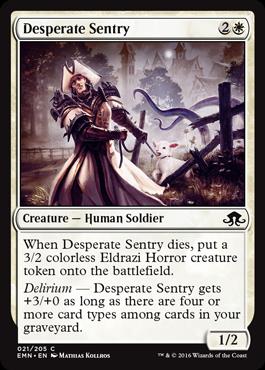 Desperate Sentry 2
Creature — Human Soldier
When Desperate Sentry dies, put a
3/2 colorless Eldrazi Horror creature
token onto the battlefield.
Delirium — Desperate Sentry gets
+3/+0 as long as there are four or
more card types among cards in your
graveyard.
1/2
021/205 C
EMN • EN Mathias Kollros
™ & © 2016 Wizards of the Coast